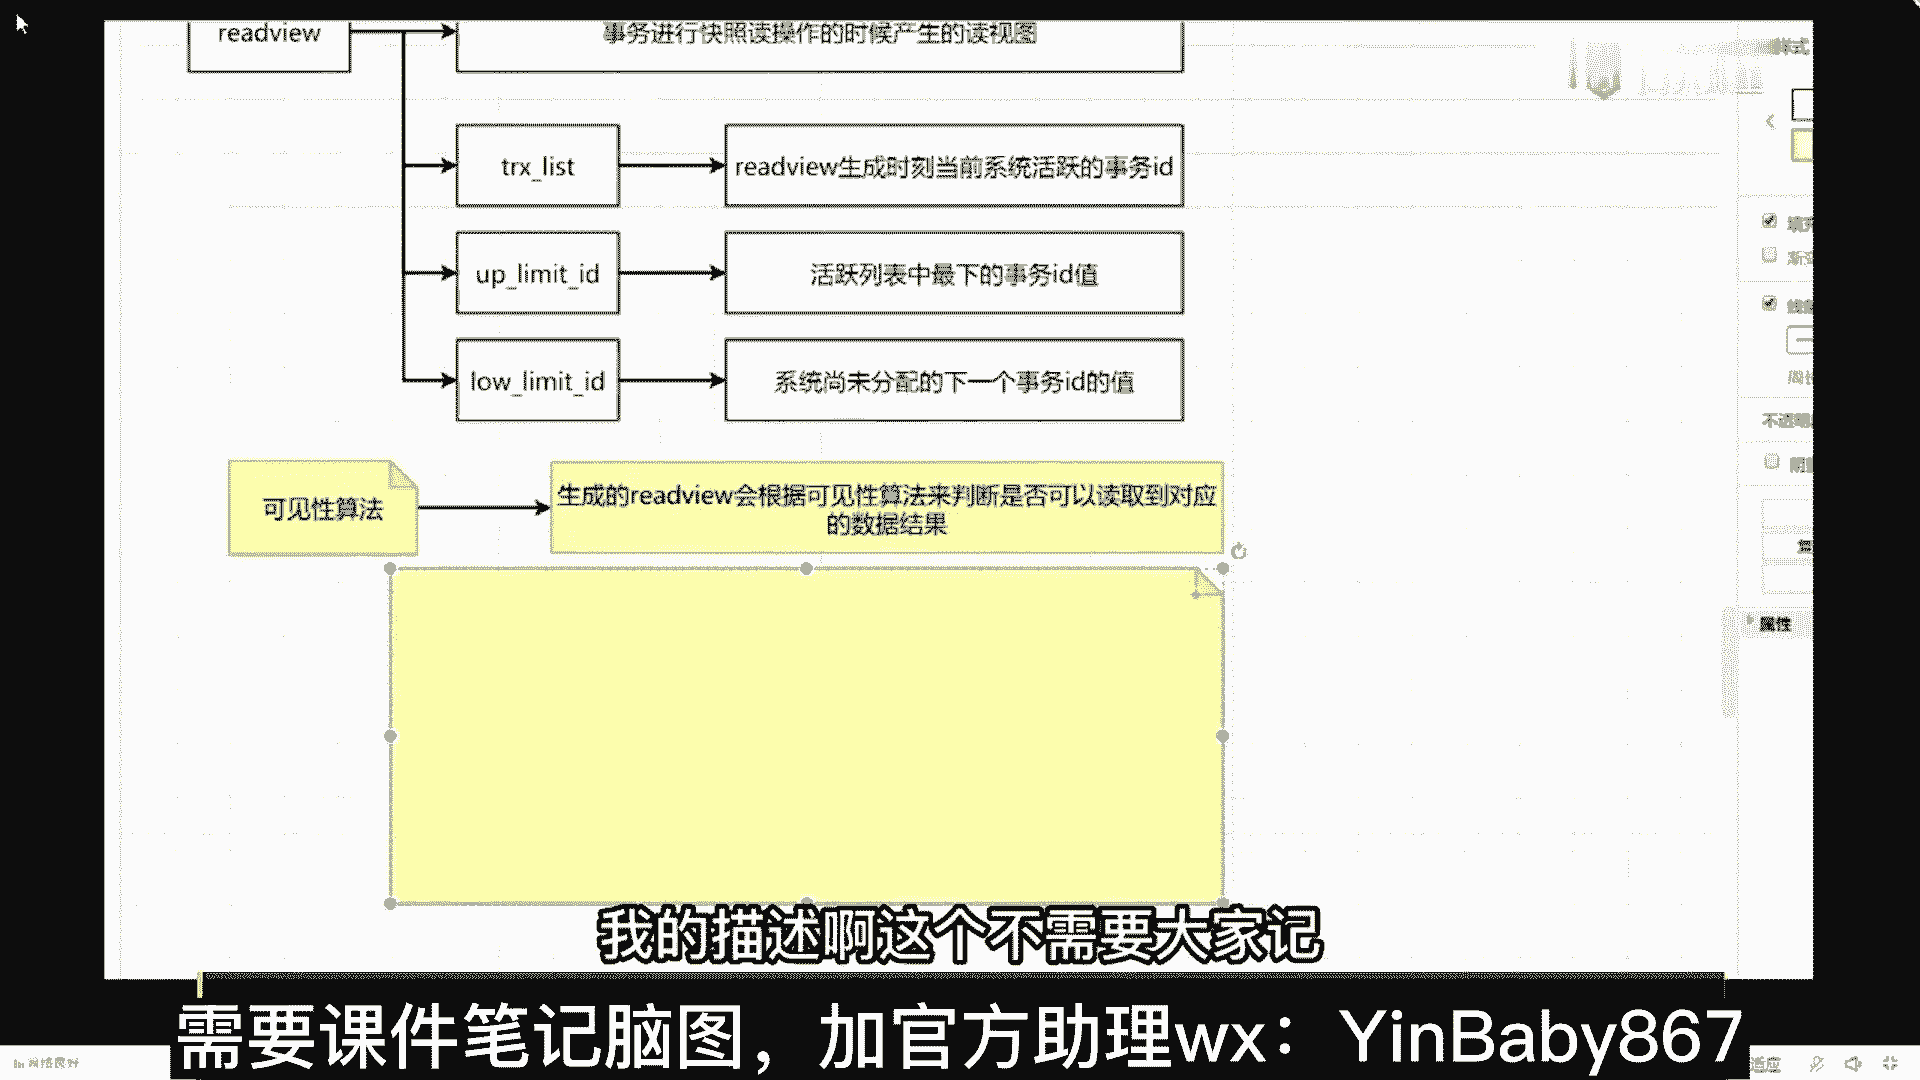 readview
事务进行快照读操作的时候产生的读视图
trx_list
readview生成时刻当前系统活跃的事务id
up_limit_id
活跃列表中最下的事务id值
low_limit_id
系统尚未分配的下一个事务id的值
可见性算法
生成的readview会根据可见性算法来判断是否可以读取到对应
的数据结果
样式
属性
我的描述啊这个不需要大家记
需要课件笔记脑图，加官方助理wx：YinBaby867